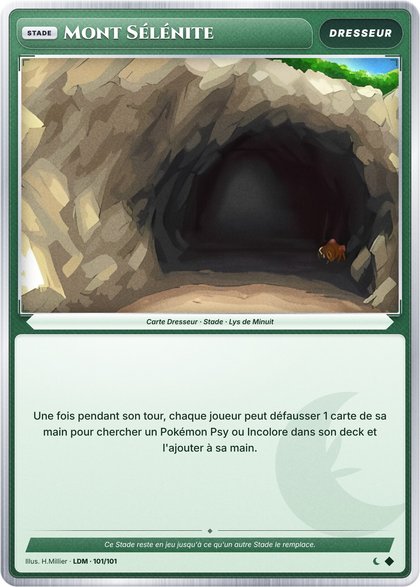 STADE MONT SÉLÉNITE DRESSEUR
Carte Dresseur · Stade · Lys de Minuit
Une fois pendant son tour, chaque joueur peut défausser 1 carte de sa
main pour chercher un Pokémon Psy ou Incolore dans son deck et
l'ajouter à sa main.
Ce Stade reste en jeu jusqu'à ce qu'un autre Stade le remplace.
Illus. H.Millier · LDM · 101/101